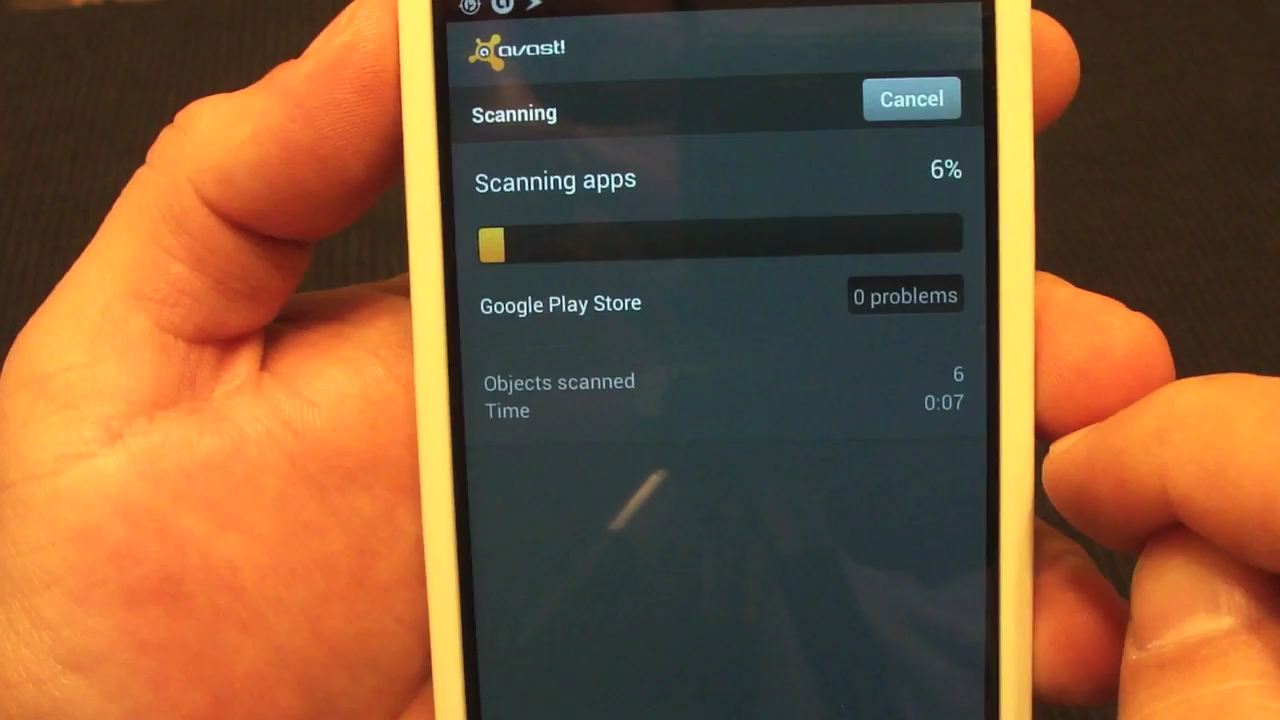 avast!
Scanning
Cancel
Scanning apps
6%
Google Play Store
0 problems
Objects scanned
6
Time
0:07